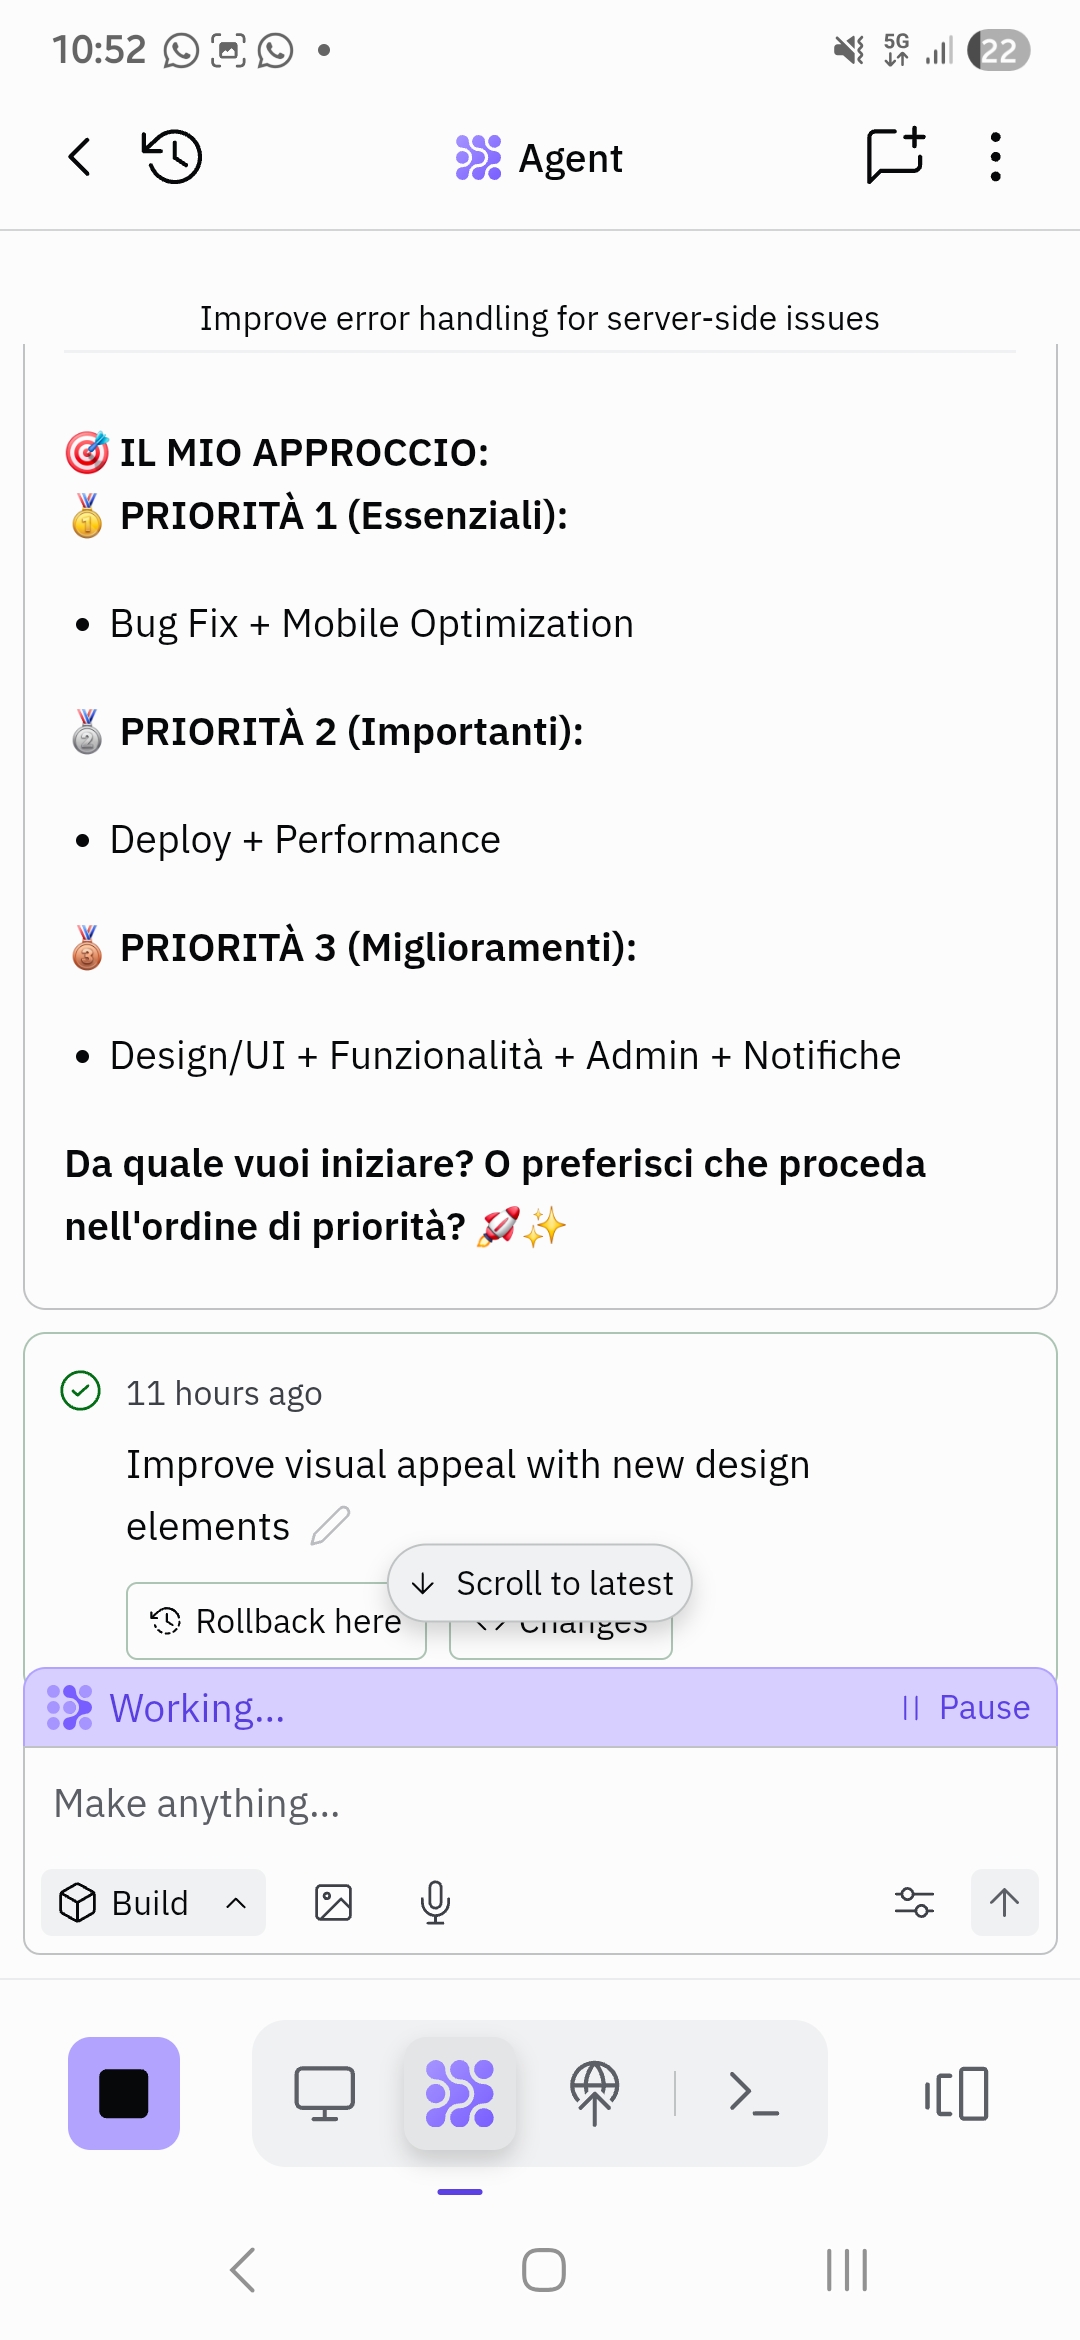 10:52
5G
22
Agent
Improve error handling for server-side issues
🎯 IL MIO APPROCCIO:
🥇 PRIORITÀ 1 (Essenziali):
• Bug Fix + Mobile Optimization
🥈 PRIORITÀ 2 (Importanti):
• Deploy + Performance
🥉 PRIORITÀ 3 (Miglioramenti):
• Design/UI + Funzionalità + Admin + Notifiche
Da quale vuoi iniziare? O preferisci che proceda
nell'ordine di priorità? 🚀✨
11 hours ago
Improve visual appeal with new design
elements
Scroll to latest
Rollback here
Changes
Working...
Pause
Make anything...
Build